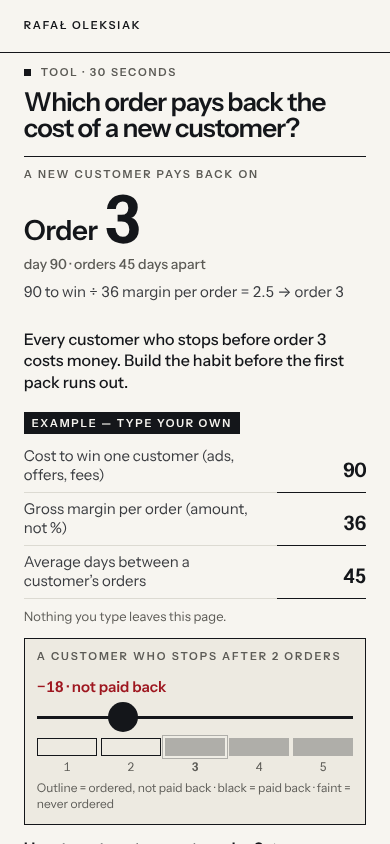 RAFAŁ OLEKSIAK
TOOL · 30 SECONDS
Which order pays back the
cost of a new customer?
A NEW CUSTOMER PAYS BACK ON
Order 3
day 90 · orders 45 days apart
90 to win ÷ 36 margin per order = 2.5 → order 3
Every customer who stops before order 3
costs money. Build the habit before the first
pack runs out.
EXAMPLE — TYPE YOUR OWN
Cost to win one customer (ads,
offers, fees)
90
Gross margin per order (amount,
not %)
36
Average days between a
customer’s orders
45
Nothing you type leaves this page.
A CUSTOMER WHO STOPS AFTER 2 ORDERS
−18 · not paid back
1 2 3 4 5
Outline = ordered, not paid back · black = paid back · faint =
never ordered